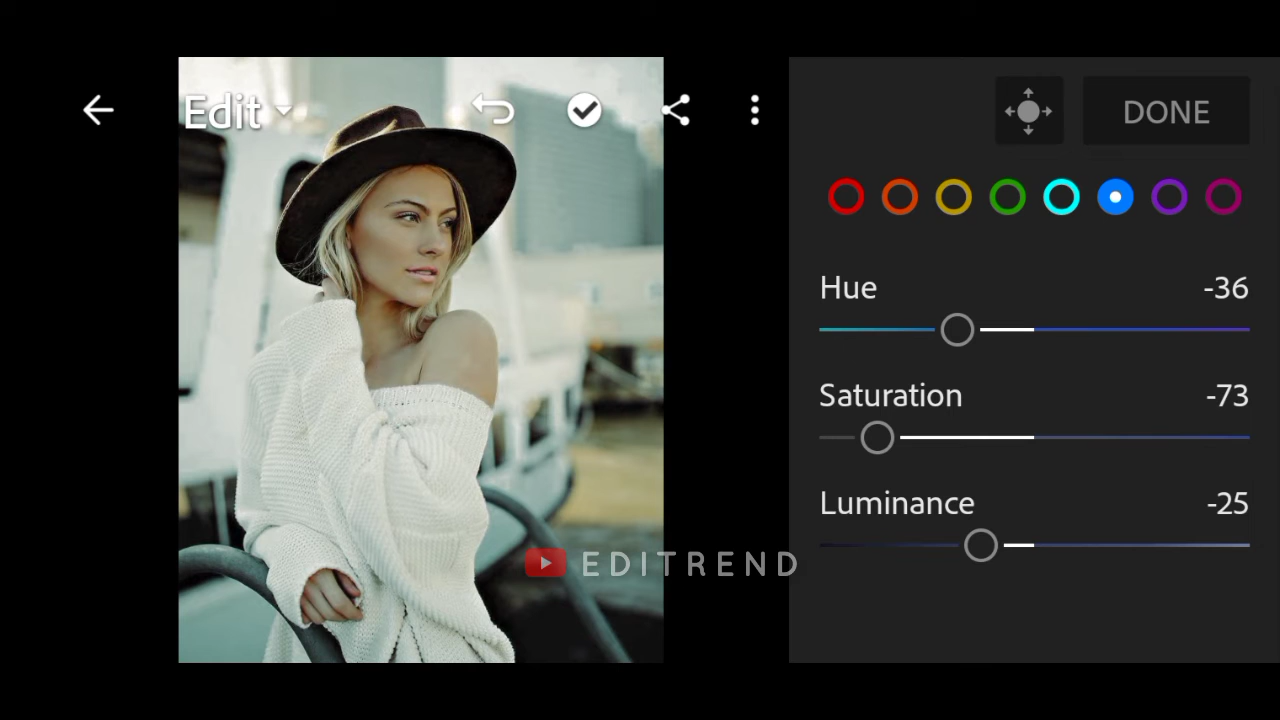 Edit
DONE
Hue -36
Saturation -73
Luminance -25
EDITREND